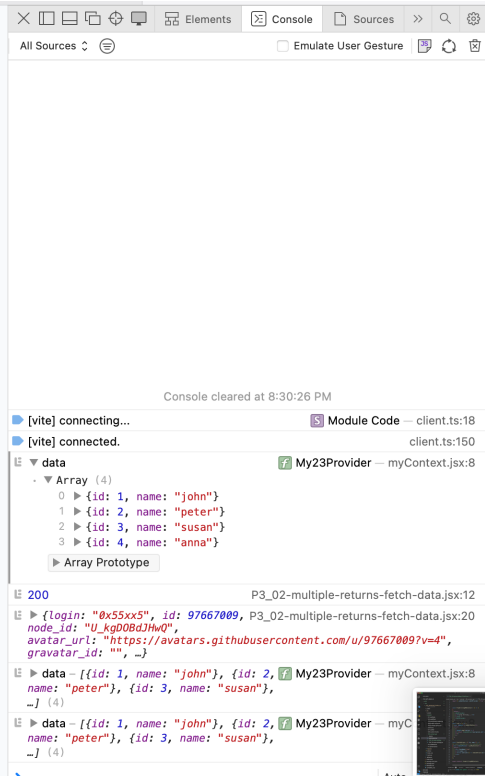 Elements Console Sources
All Sources Emulate User Gesture
Console cleared at 8:30:26 PM
[vite] connecting... S Module Code — client.ts:18
[vite] connected. client.ts:150
data f My23Provider — myContext.jsx:8
Array (4)
0 {id: 1, name: "john"}
1 {id: 2, name: "peter"}
2 {id: 3, name: "susan"}
3 {id: 4, name: "anna"}
Array Prototype
200 P3_02-multiple-returns-fetch-data.jsx:12
{login: "0x55xx5", id: 97667009, P3_02-multiple-returns-fetch-data.jsx:20
node_id: "U_kgDOBdJHwQ",
avatar_url: "https://avatars.githubusercontent.com/u/97667009?v=4",
gravatar_id: "", …}
data – [{id: 1, name: "john"}, {id: 2, f My23Provider — myContext.jsx:8
name: "peter"}, {id: 3, name: "susan"},
…] (4)
data – [{id: 1, name: "john"}, {id: 2, f My23Provider — myC
name: "peter"}, {id: 3, name: "susan"},
…] (4)